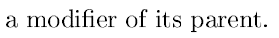 a modifier of its parent.